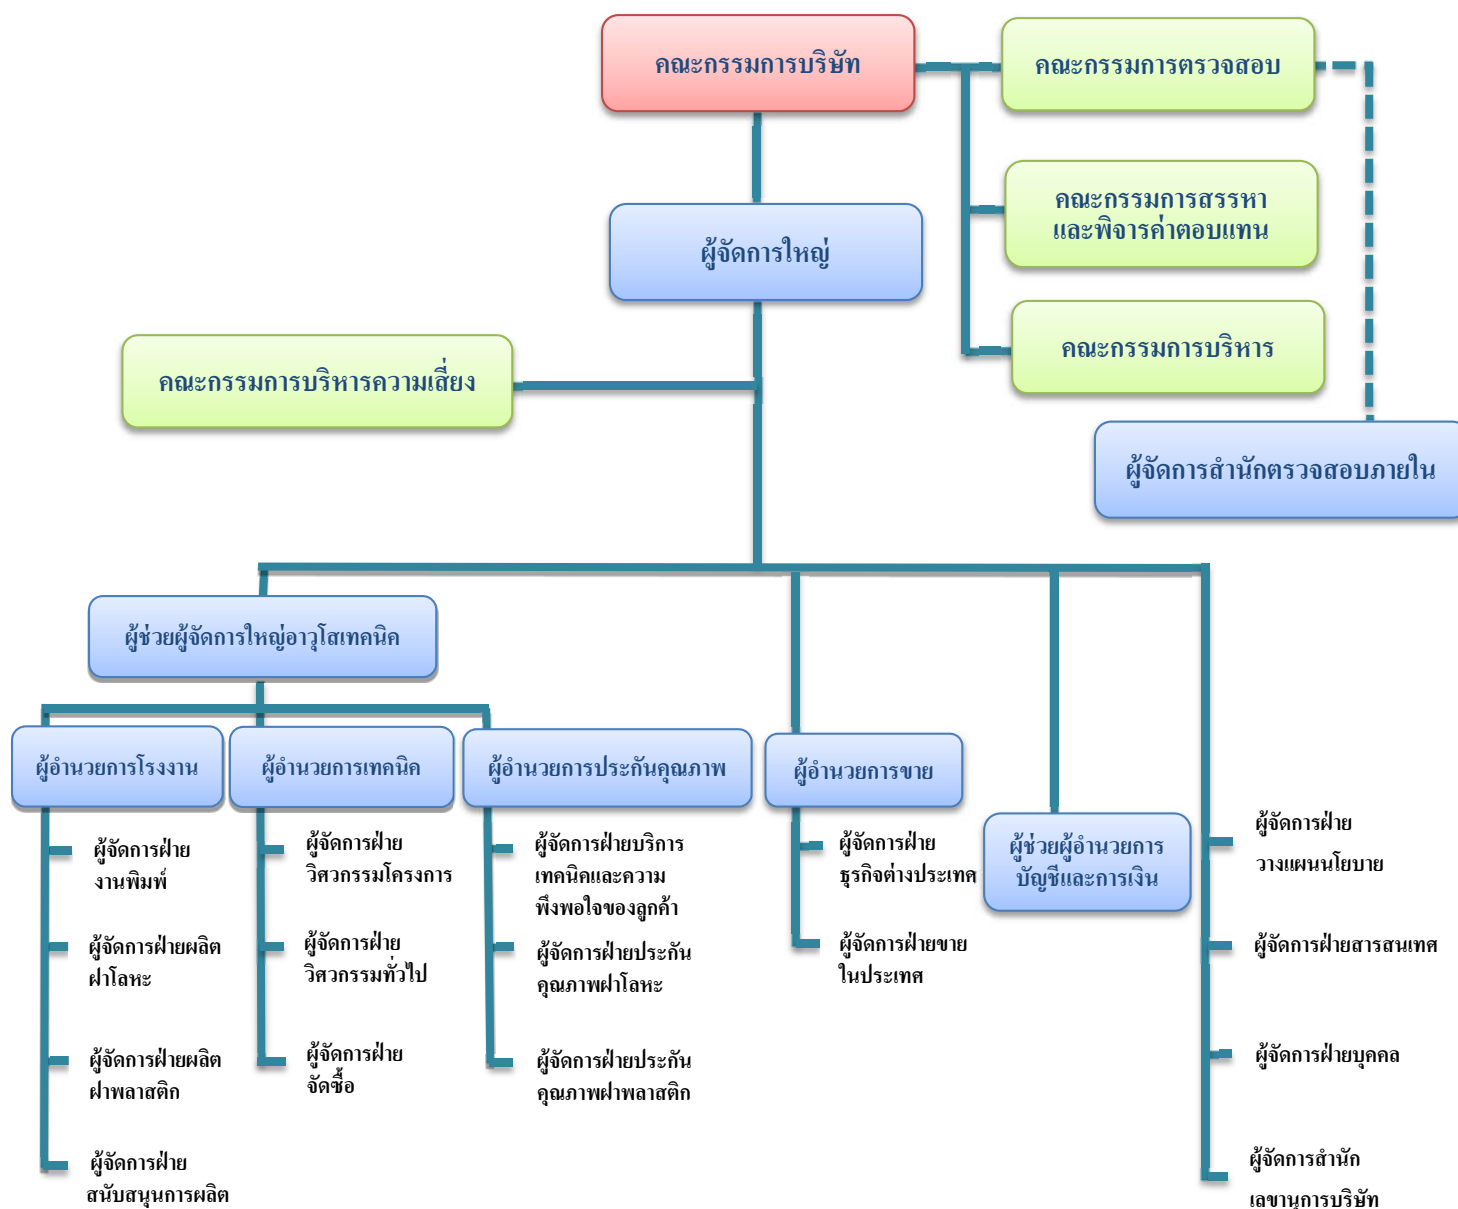 คณะกรรมการบริษัท
คณะกรรมการตรวจสอบ
คณะกรรมการสรรหา
และพิจารค่าตอบแทน
ผู้จัดการใหญ่
คณะกรรมการบริหาร
คณะกรรมการบริหารความเสี่ยง
ผู้จัดการสำนักตรวจสอบภายใน
ผู้ช่วยผู้จัดการใหญ่อาวุโสเทคนิค
ผู้อำนวยการโรงงาน
ผู้อำนวยการเทคนิค
ผู้อำนวยการประกันคุณภาพ
ผู้อำนวยการขาย
ผู้ช่วยผู้อำนวยการ
บัญชีและการเงิน
ผู้จัดการฝ่าย
งานพิมพ์
ผู้จัดการฝ่ายผลิต
ฝาโลหะ
ผู้จัดการฝ่ายผลิต
ฝาพลาสติก
ผู้จัดการฝ่าย
สนับสนุนการผลิต
ผู้จัดการฝ่าย
วิศวกรรมโครงการ
ผู้จัดการฝ่าย
วิศวกรรมทั่วไป
ผู้จัดการฝ่าย
จัดซื้อ
ผู้จัดการฝ่ายบริการ
เทคนิคและความ
พึงพอใจของลูกค้า
ผู้จัดการฝ่ายประกัน
คุณภาพฝาโลหะ
ผู้จัดการฝ่ายประกัน
คุณภาพฝาพลาสติก
ผู้จัดการฝ่าย
ธุรกิจต่างประเทศ
ผู้จัดการฝ่ายขาย
ในประเทศ
ผู้จัดการฝ่าย
วางแผนนโยบาย
ผู้จัดการฝ่ายสารสนเทศ
ผู้จัดการฝ่ายบุคคล
ผู้จัดการสำนัก
เลขานุการบริษัท